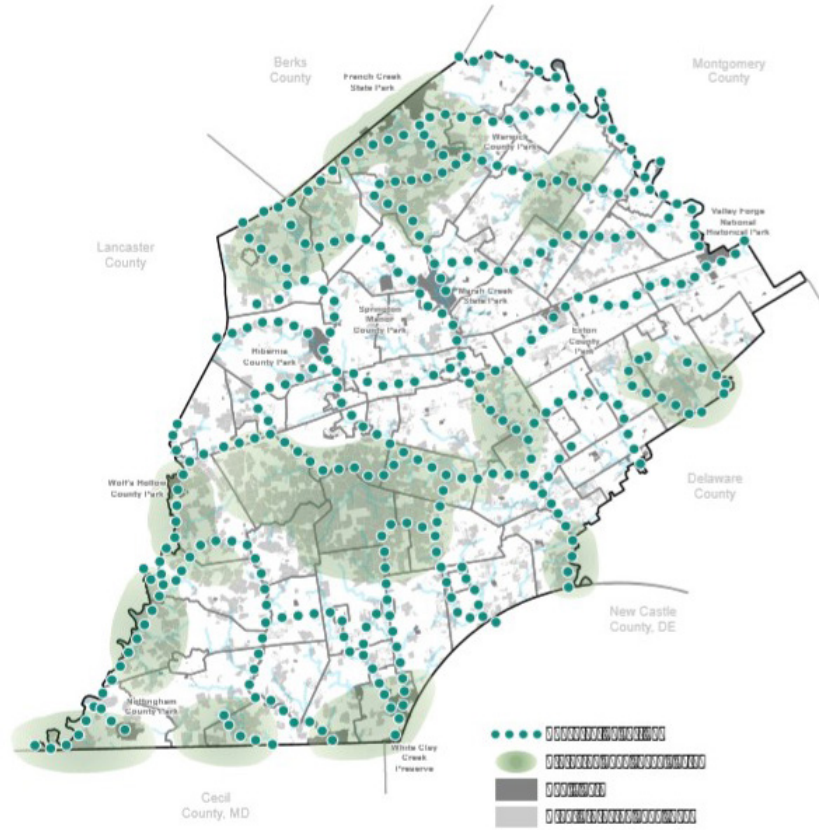 Berks
County
Montgomery
County
French Creek
State Park
Warwick
County Park
Valley Forge
National
Historical Park
Lancaster
County
Marsh Creek
State Park
Springton
Manor
County Park
Exton
County
Park
Hibernia
County Park
Wolf's Hollow
County Park
Delaware
County
New Castle
County, DE
Nottingham
County Park
White Clay
Creek
Preserve
Cecil
County, MD